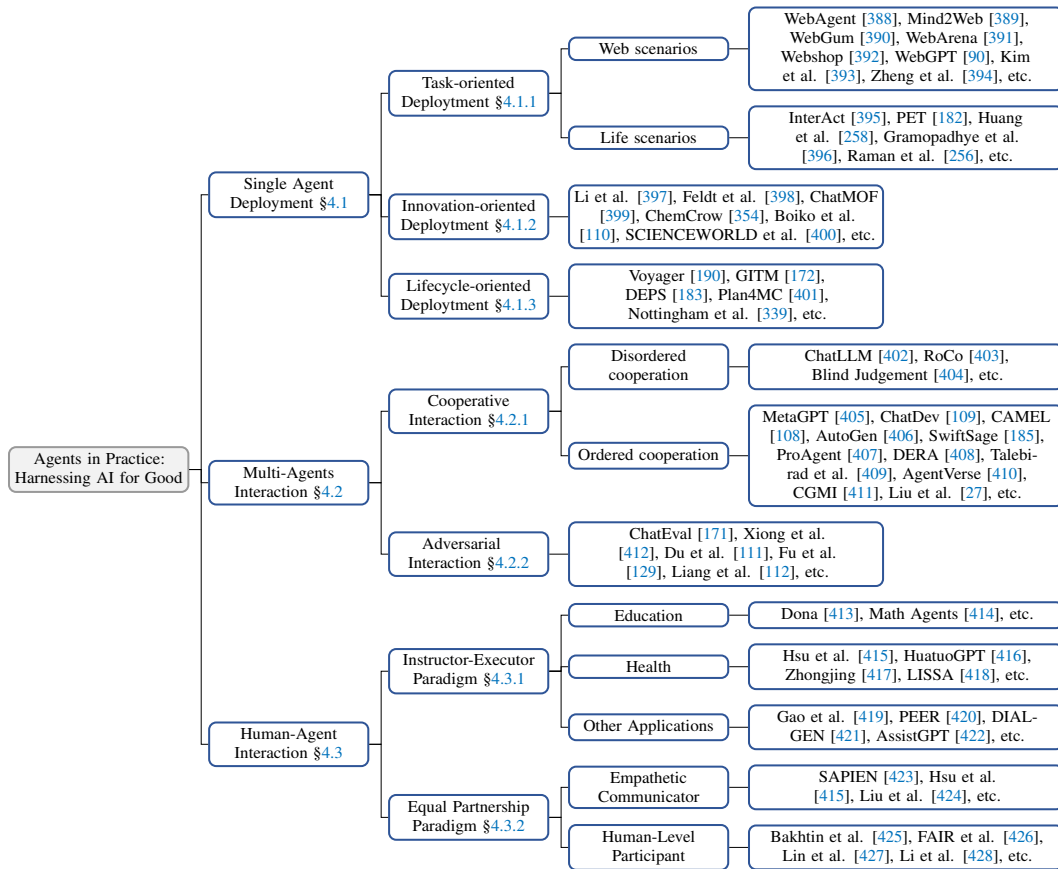 Agents in Practice:
Harnessing AI for Good
Single Agent
Deployment §4.1
Task-oriented
Deploytment §4.1.1
Web scenarios
WebAgent [388], Mind2Web [389],
WebGum [390], WebArena [391],
Webshop [392], WebGPT [90], Kim
et al. [393], Zheng et al. [394], etc.
Life scenarios
InterAct [395], PET [182], Huang
et al. [258], Gramopadhye et al.
[396], Raman et al. [256], etc.
Innovation-oriented
Deploytment §4.1.2
Li et al. [397], Feldt et al. [398], ChatMOF
[399], ChemCrow [354], Boiko et al.
[110], SCIENCEWORLD et al. [400], etc.
Lifecycle-oriented
Deploytment §4.1.3
Voyager [190], GITM [172],
DEPS [183], Plan4MC [401],
Nottingham et al. [339], etc.
Multi-Agents
Interaction §4.2
Cooperative
Interaction §4.2.1
Disordered
cooperation
ChatLLM [402], RoCo [403],
Blind Judgement [404], etc.
Ordered cooperation
MetaGPT [405], ChatDev [109], CAMEL
[108], AutoGen [406], SwiftSage [185],
ProAgent [407], DERA [408], Talebi-
rad et al. [409], AgentVerse [410],
CGMI [411], Liu et al. [27], etc.
Adversarial
Interaction §4.2.2
ChatEval [171], Xiong et al.
[412], Du et al. [111], Fu et al.
[129], Liang et al. [112], etc.
Human-Agent
Interaction §4.3
Instructor-Executor
Paradigm §4.3.1
Education
Dona [413], Math Agents [414], etc.
Health
Hsu et al. [415], HuatuoGPT [416],
Zhongjing [417], LISSA [418], etc.
Other Applications
Gao et al. [419], PEER [420], DIAL-
GEN [421], AssistGPT [422], etc.
Equal Partnership
Paradigm §4.3.2
Empathetic
Communicator
SAPIEN [423], Hsu et al.
[415], Liu et al. [424], etc.
Human-Level
Participant
Bakhtin et al. [425], FAIR et al. [426],
Lin et al. [427], Li et al. [428], etc.